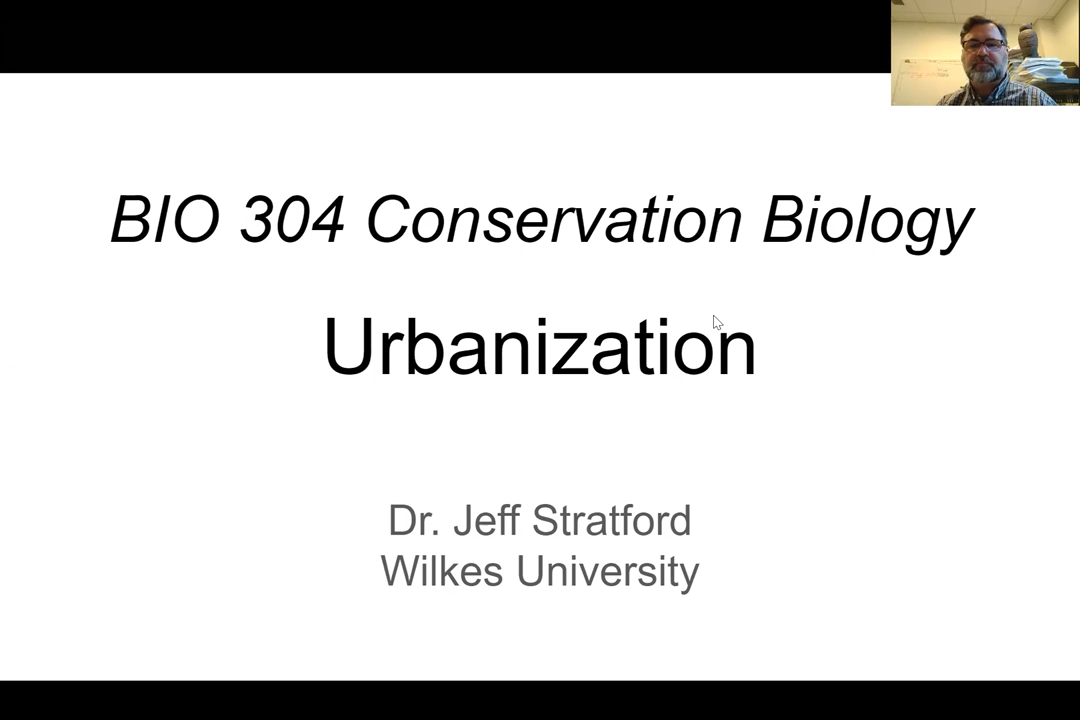 BIO 304 Conservation Biology
Urbanization
Dr. Jeff Stratford
Wilkes University